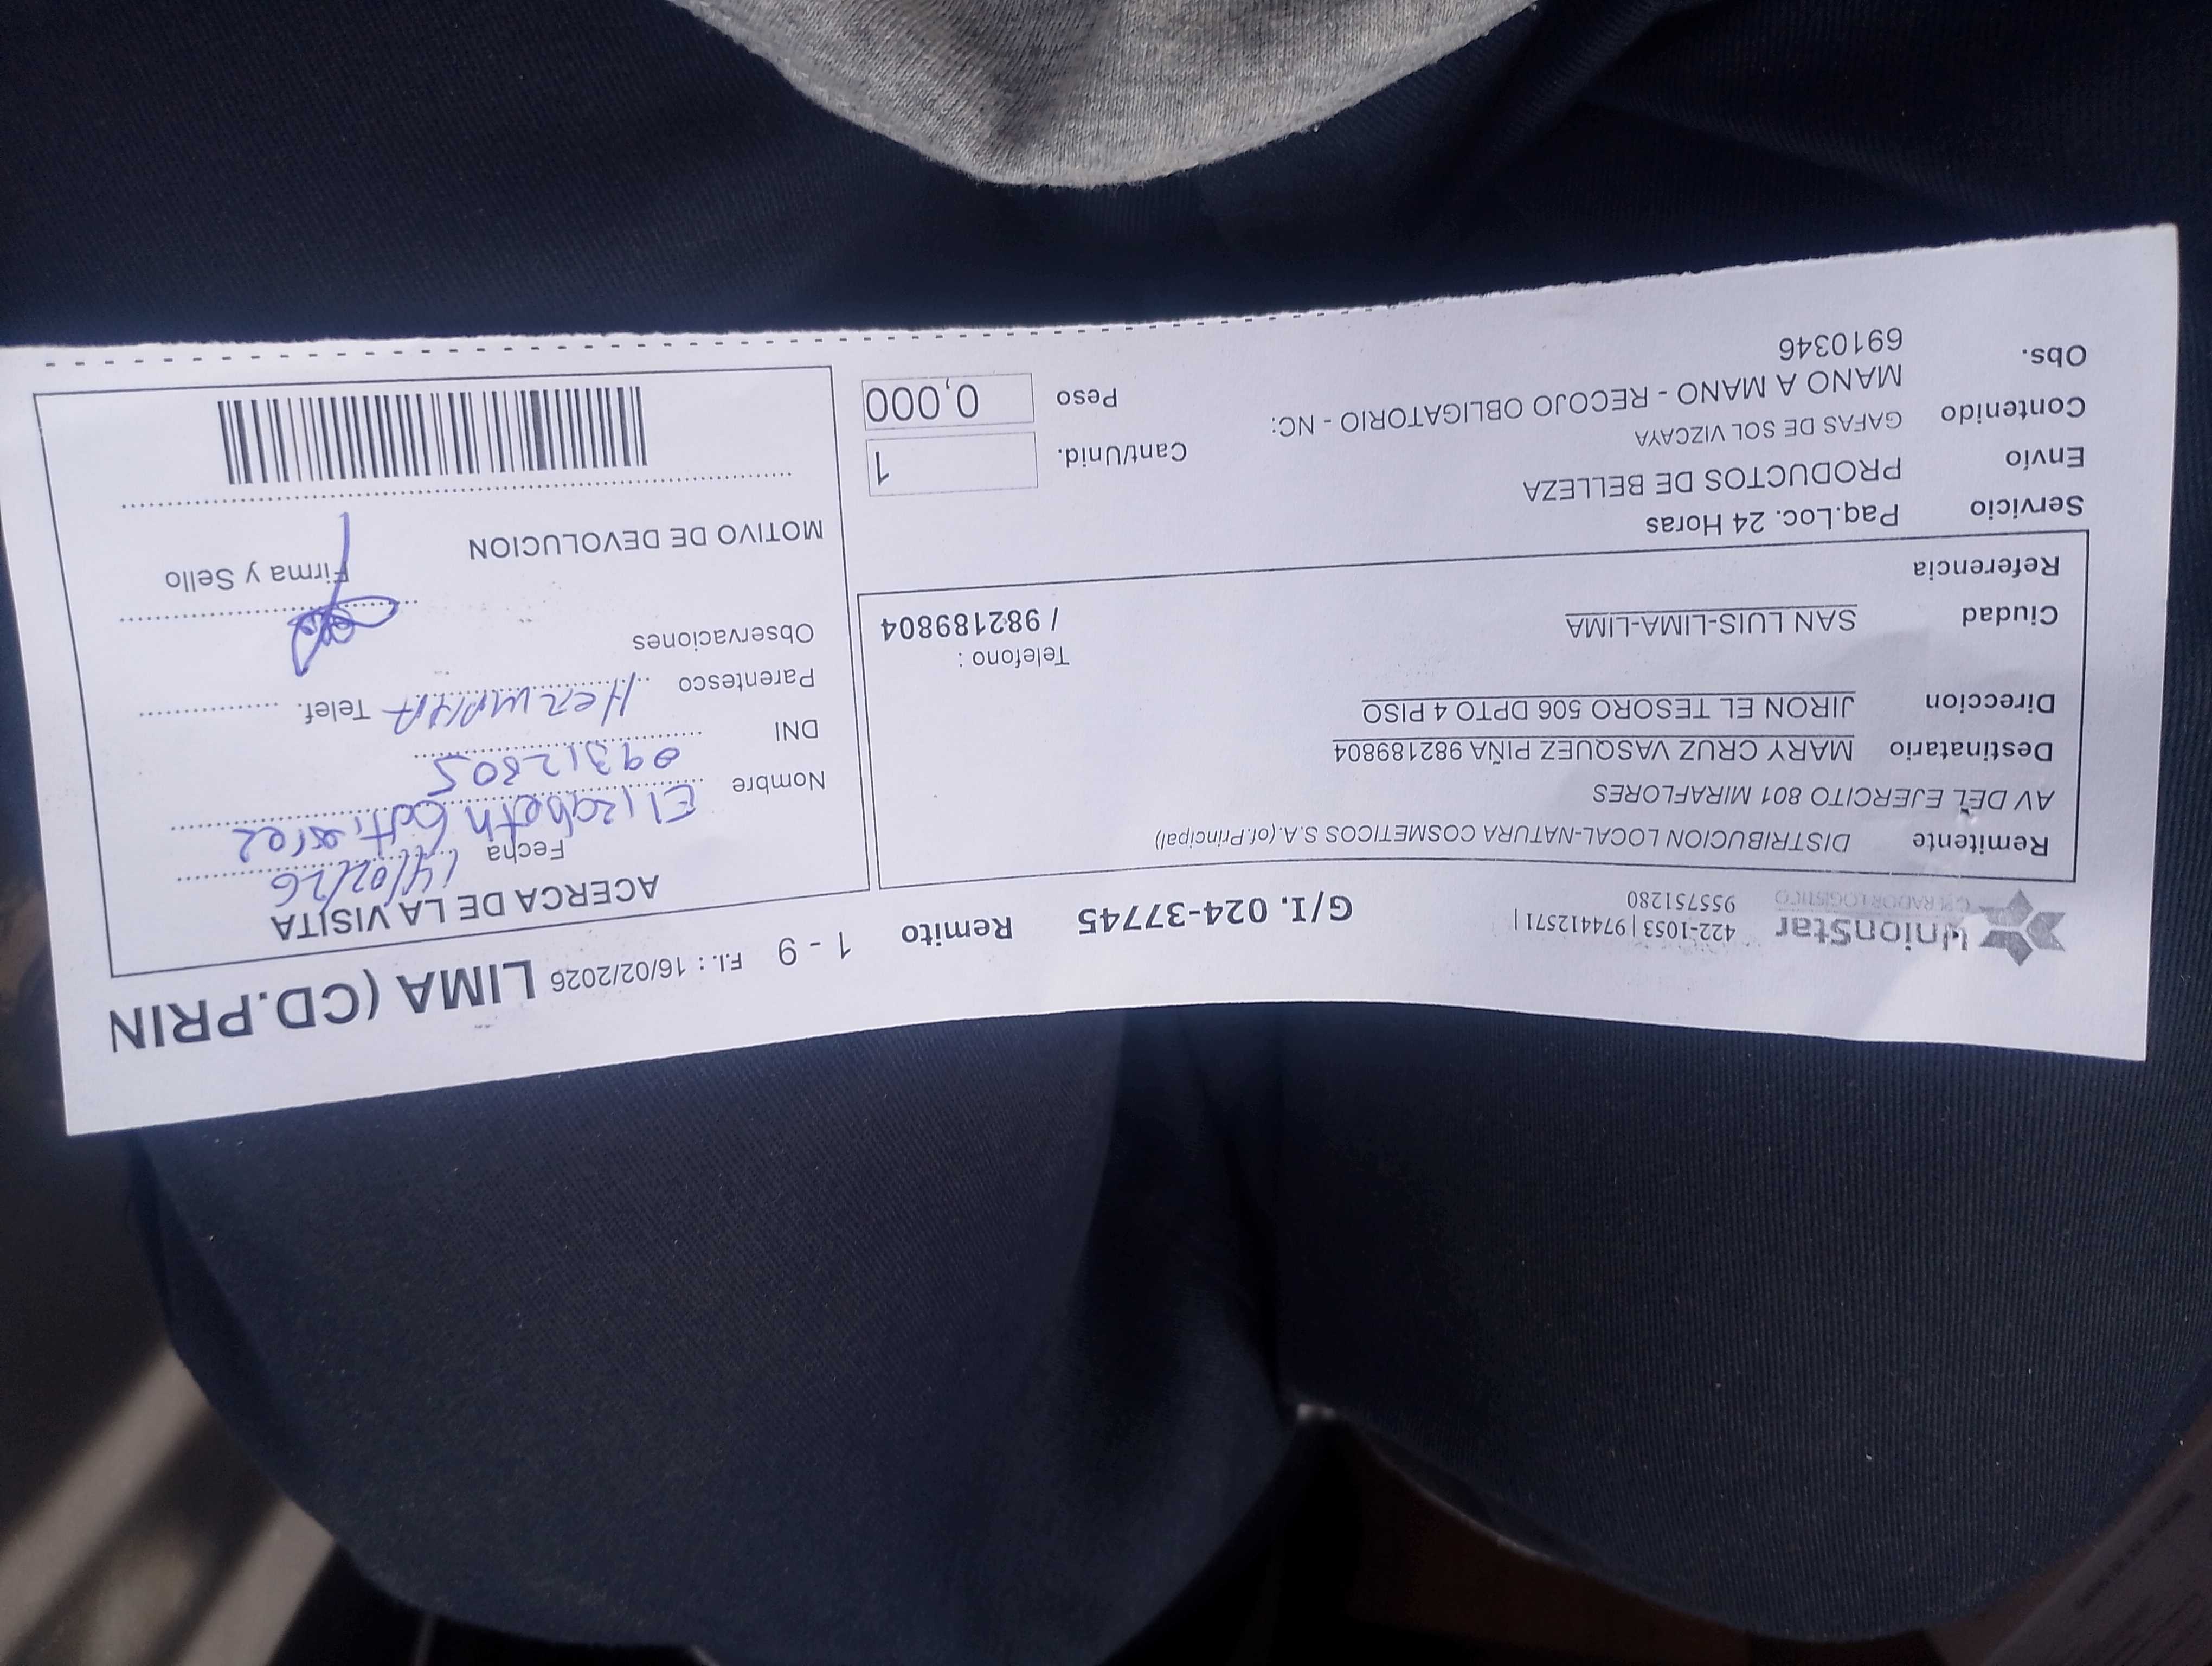 UnionStar
OPERADOR LOGISTICO
422-1053 | 974412571 |
955751280
G/I. 024-37745
Remito
1 - 9
F.I. : 16/02/2026
LIMA (CD.PRIN
Remitente DISTRIBUCION LOCAL-NATURA COSMETICOS S.A.(of.Principal)
AV DEL EJERCITO 801 MIRAFLORES
Destinatario MARY CRUZ VASQUEZ PIÑA 982189804
Direccion JIRON EL TESORO 506 DPTO 4 PISO
Telefono :
Ciudad SAN LUIS-LIMA-LIMA / 982189804
Referencia
Servicio Paq.Loc. 24 Horas
Envío PRODUCTOS DE BELLEZA
Contenido GAFAS DE SOL VIZCAYA
Obs. MANO A MANO - RECOJO OBLIGATORIO - NC:
6910346
Cant/Unid. 1
Peso 0,000
ACERCA DE LA VISITA
Fecha 14/02/26
Nombre Elizabeth
DNI 09312805
Parentesco Hermana Telef.
Observaciones
Firma y Sello
MOTIVO DE DEVOLUCION